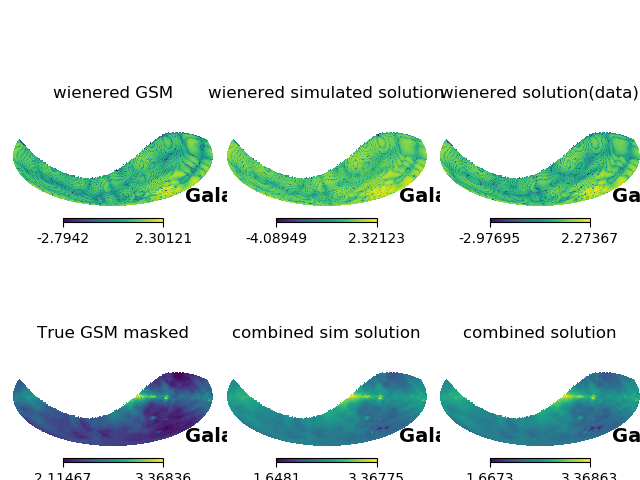 wienered GSM
wienered simulated solution
wienered solution(data)
Gala
Gala
Ga
-2.7942 2.30121
-4.08949 2.32123
-2.97695 2.27367
True GSM masked
combined sim solution
combined solution
Gala
Gala
Ga
2.11467 3.36836
1.6481 3.36775
1.6673 3.36863